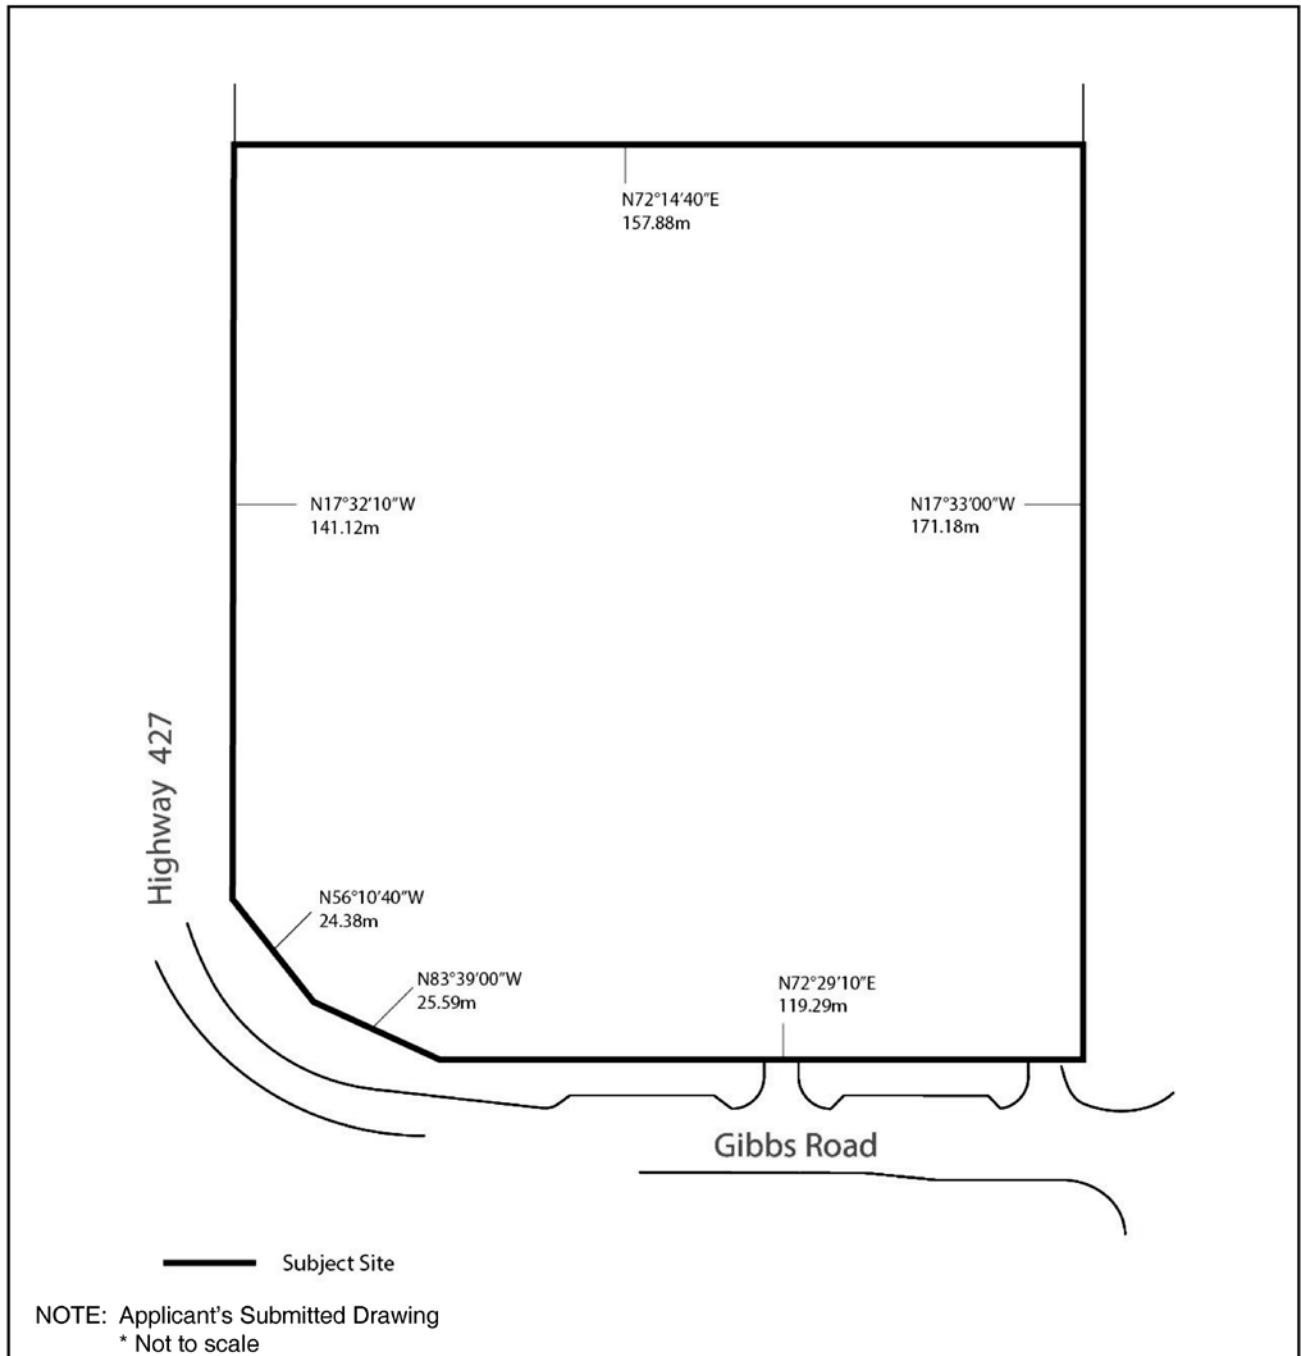 N72°14'40"E
157.88m
N17°32'10"W
141.12m
N17°33'00"W
171.18m
Highway 427
N56°10'40"W
24.38m
N83°39'00"W
25.59m
N72°29'10"E
119.29m
Gibbs Road
Subject Site
NOTE: Applicant's Submitted Drawing
* Not to scale